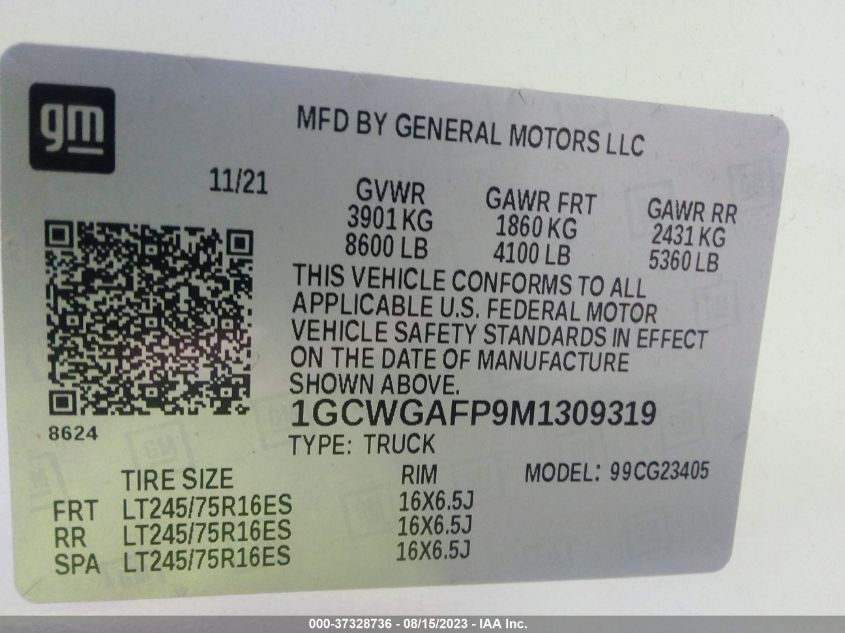 gm
MFD BY GENERAL MOTORS LLC
11/21
GVWR GAWR FRT GAWR RR
3901 KG 1860 KG 2431 KG
8600 LB 4100 LB 5360 LB
THIS VEHICLE CONFORMS TO ALL
APPLICABLE U.S. FEDERAL MOTOR
VEHICLE SAFETY STANDARDS IN EFFECT
ON THE DATE OF MANUFACTURE
SHOWN ABOVE.
1GCWGAFP9M1309319
8624
TYPE: TRUCK
TIRE SIZE RIM MODEL: 99CG23405
FRT LT245/75R16ES 16X6.5J
RR LT245/75R16ES 16X6.5J
SPA LT245/75R16ES 16X6.5J
000-37328736 - 08/15/2023 - IAA Inc.